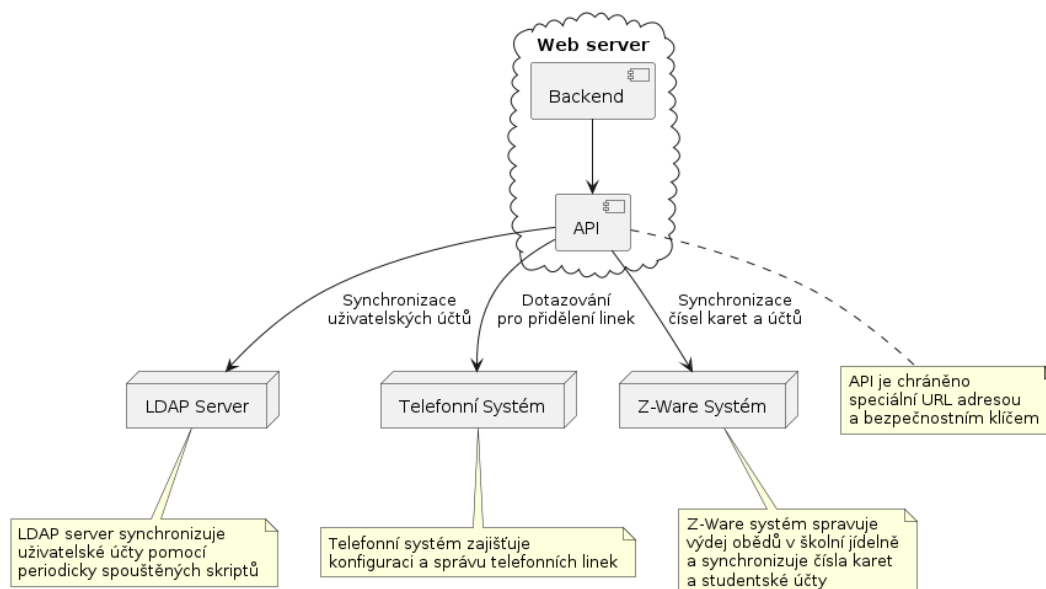 Web server
Backend
API
Synchronizace
uživatelských účtů
Dotazování
pro přidělení linek
Synchronizace
čísel karet a účtů
LDAP Server
Telefonní Systém
Z-Ware Systém
API je chráněno
speciální URL adresou
a bezpečnostním klíčem
LDAP server synchronizuje
uživatelské účty pomocí
periodicky spouštěných skriptů
Telefonní systém zajišťuje
konfiguraci a správu telefonních linek
Z-Ware systém spravuje
výdej obědů v školní jídelně
a synchronizuje čísla karet
a studentské účty